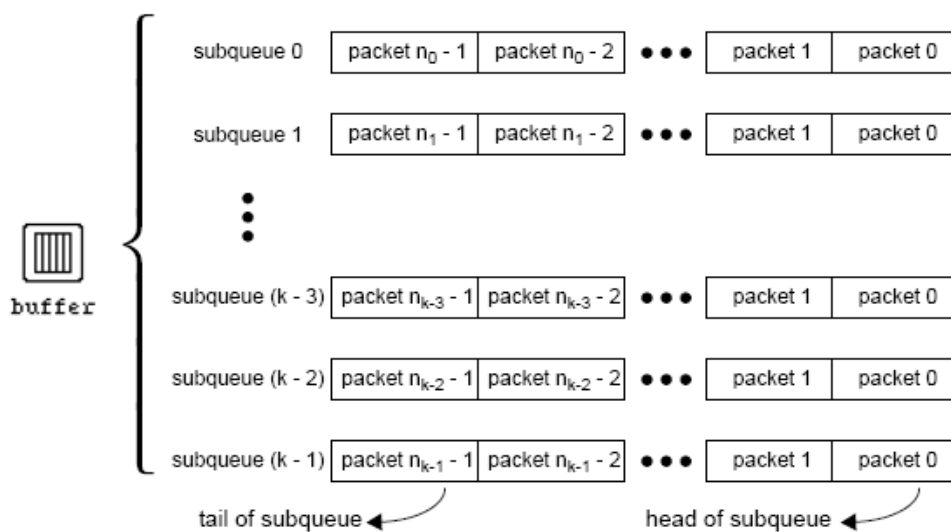 subqueue 0 packet n₀ - 1 packet n₀ - 2 ●●● packet 1 packet 0
subqueue 1 packet n₁ - 1 packet n₁ - 2 ●●● packet 1 packet 0
buffer
subqueue (k - 3) packet nₖ₋₃ - 1 packet nₖ₋₃ - 2 ●●● packet 1 packet 0
subqueue (k - 2) packet nₖ₋₂ - 1 packet nₖ₋₂ - 2 ●●● packet 1 packet 0
subqueue (k - 1) packet nₖ₋₁ - 1 packet nₖ₋₁ - 2 ●●● packet 1 packet 0
tail of subqueue head of subqueue